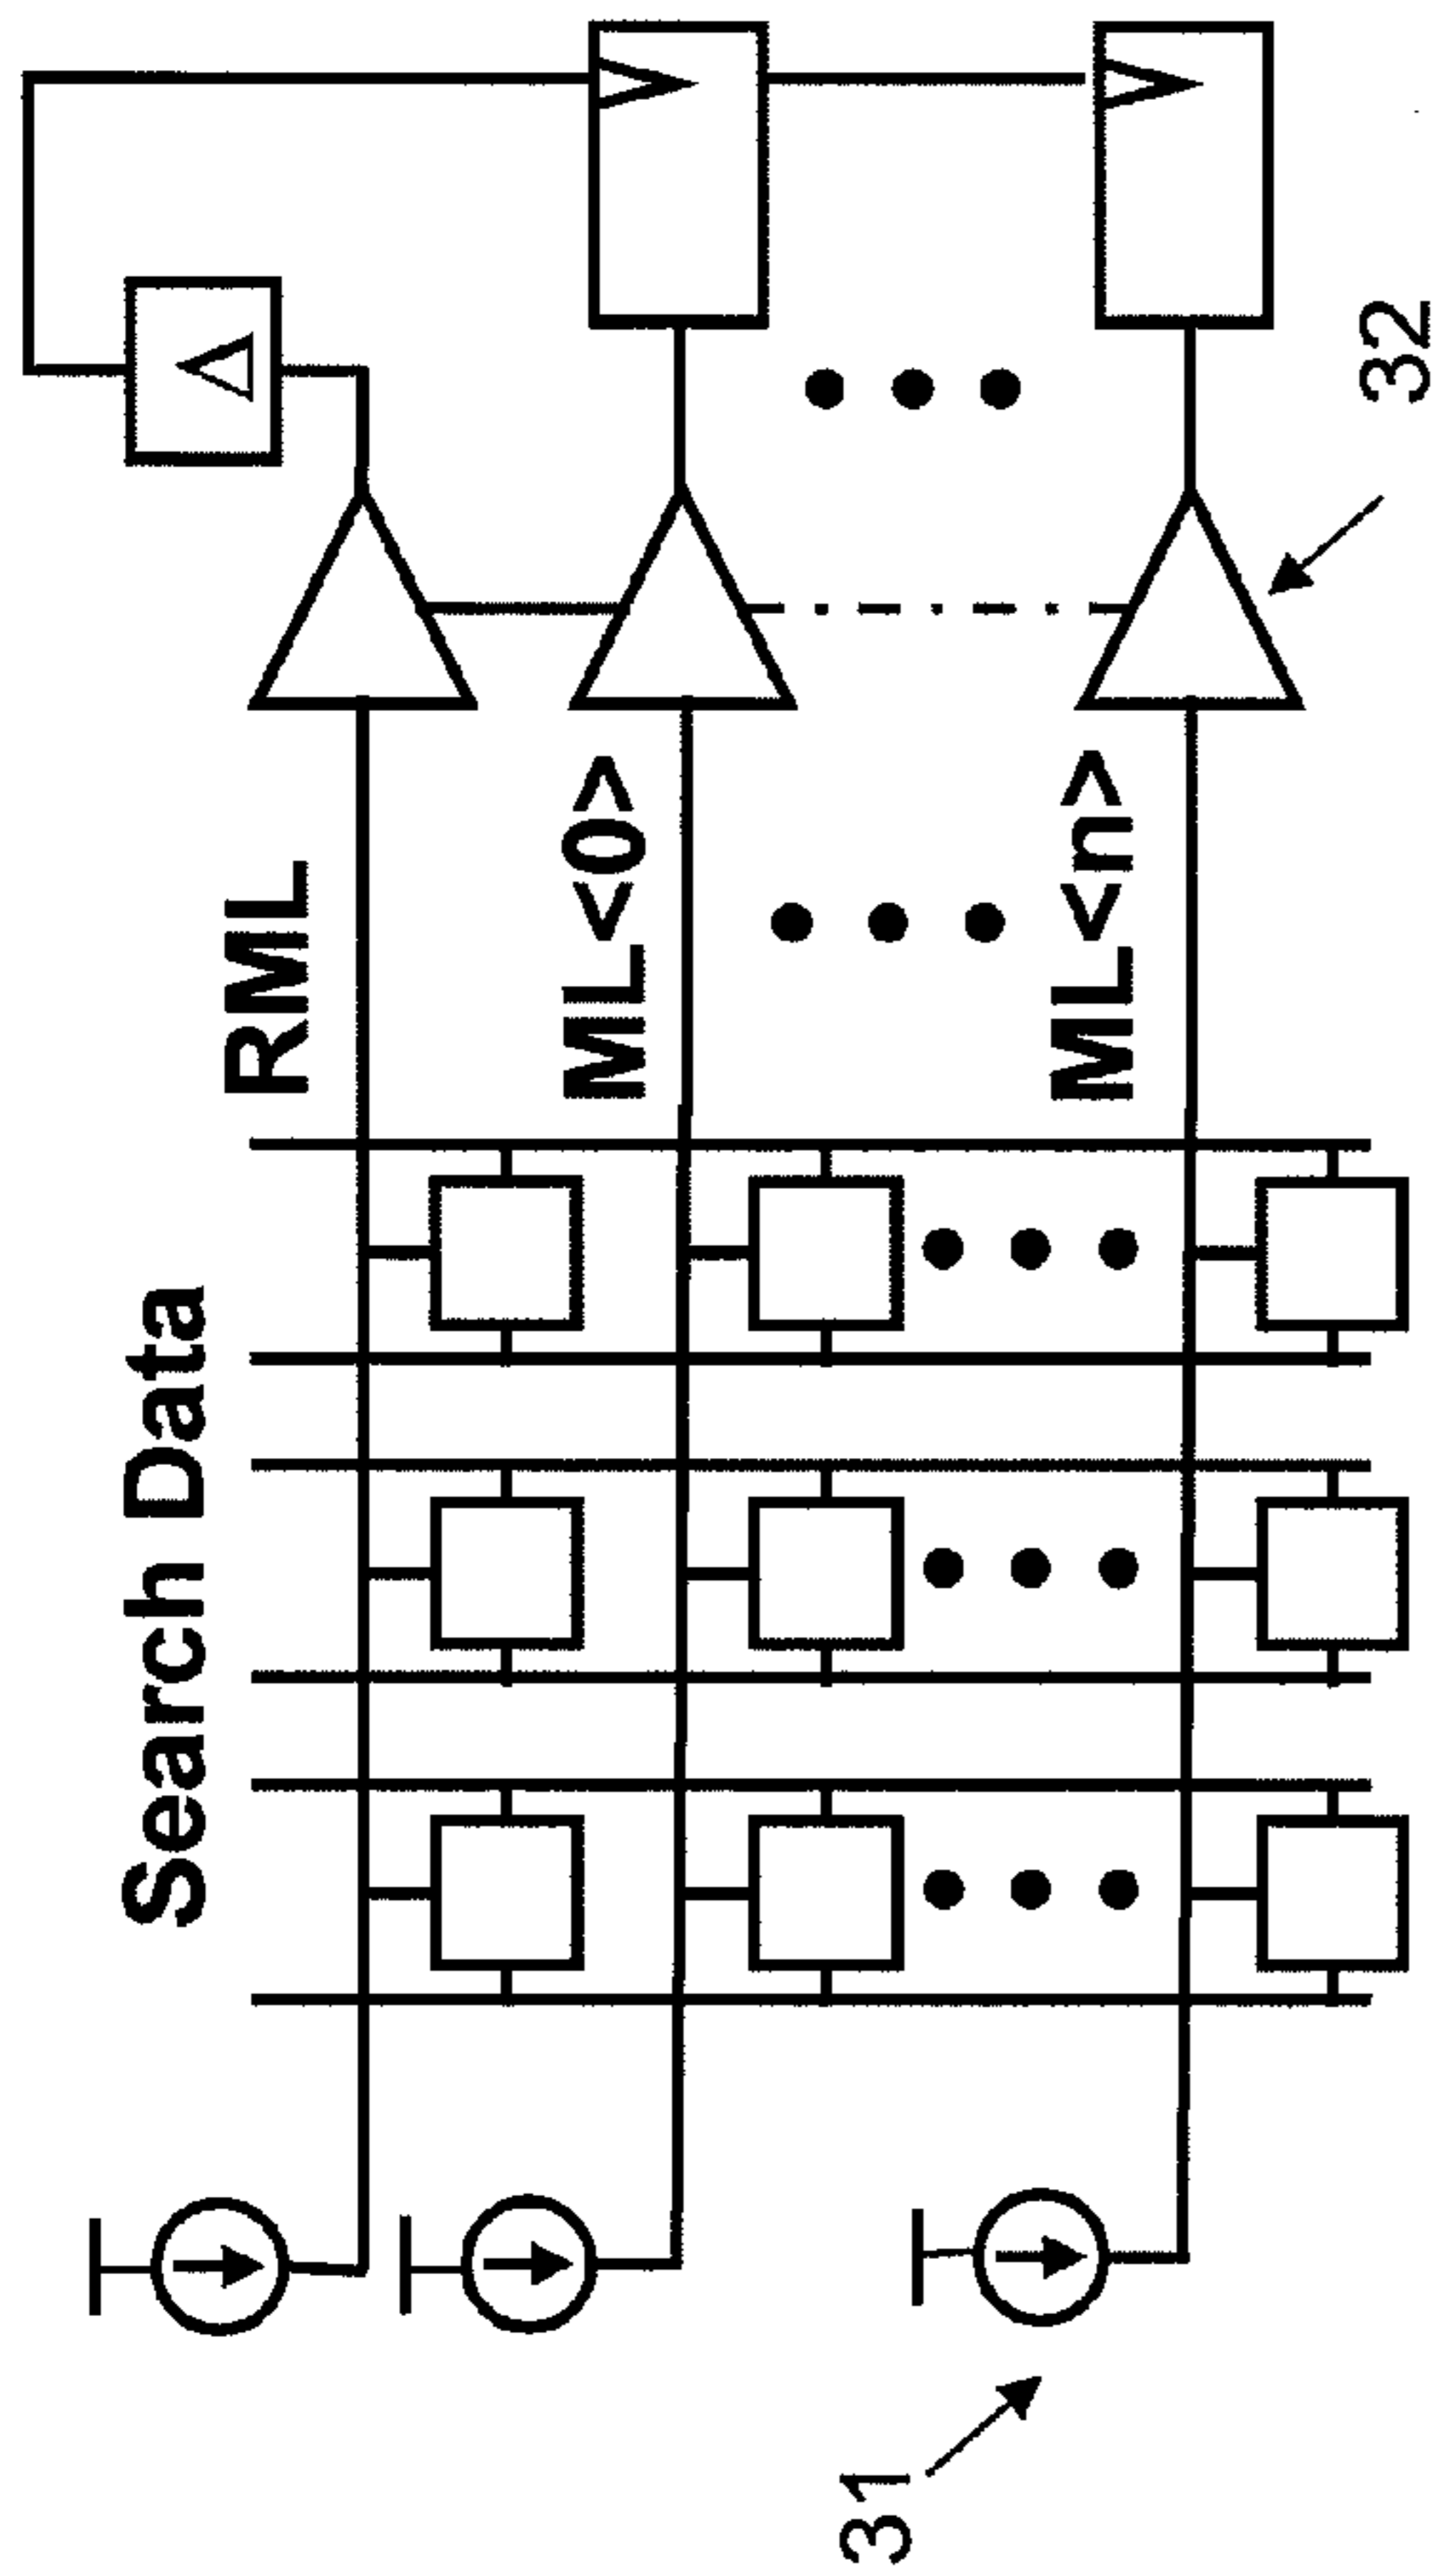 Search Data
RML
ML<0>
ML<n>
31
32
Δ